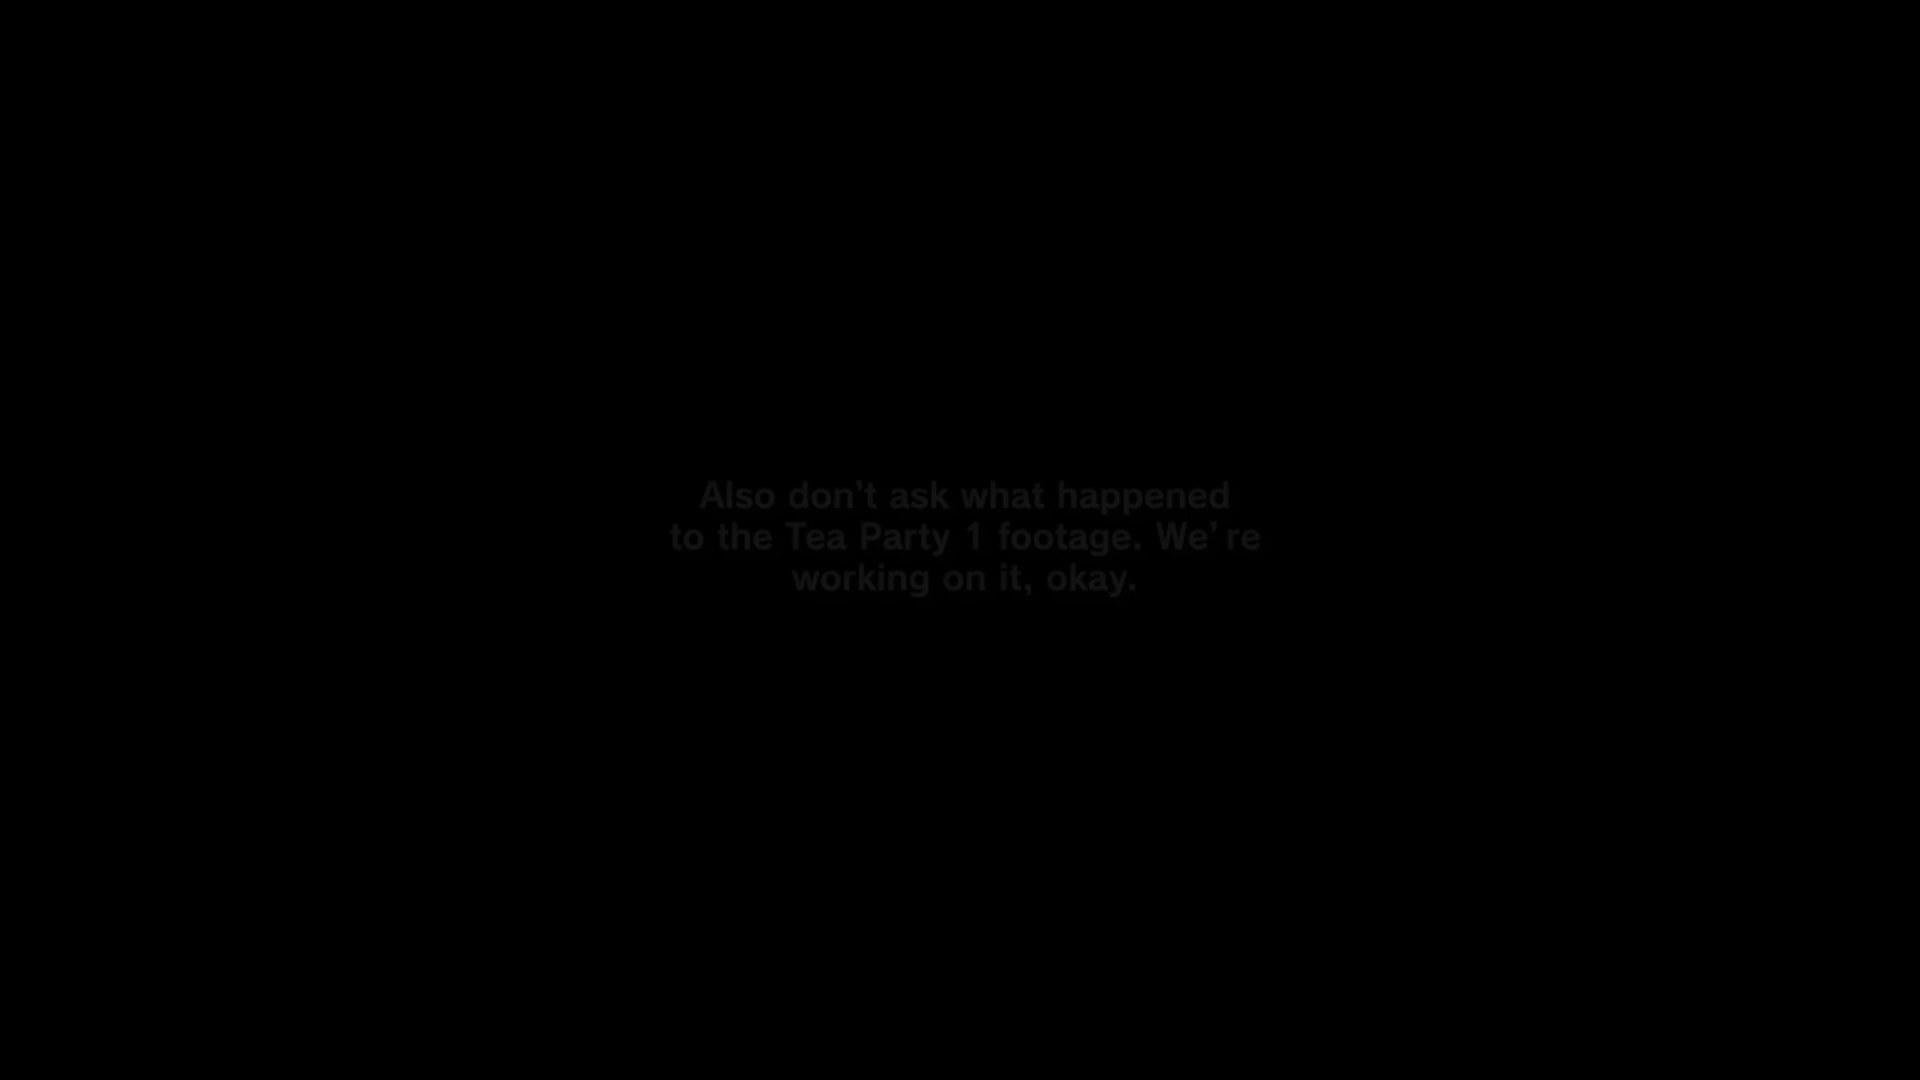 Also don't ask what happened
to the Tea Party 1 footage. We're
working on it, okay.